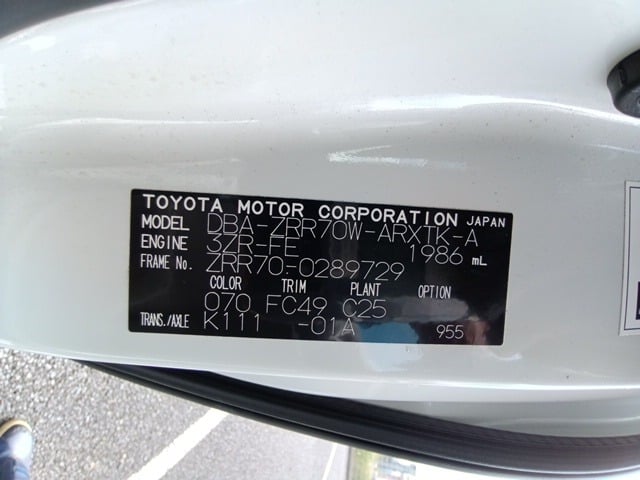 TOYOTA MOTOR CORPORATION JAPAN
MODEL DBA-ZRR70W-ARXTK-A
ENGINE 3ZR-FE 1986 mL
FRAME No. ZRR70-0289729
COLOR TRIM PLANT OPTION
070 FC49 C25
TRANS./AXLE K111 -01A 955